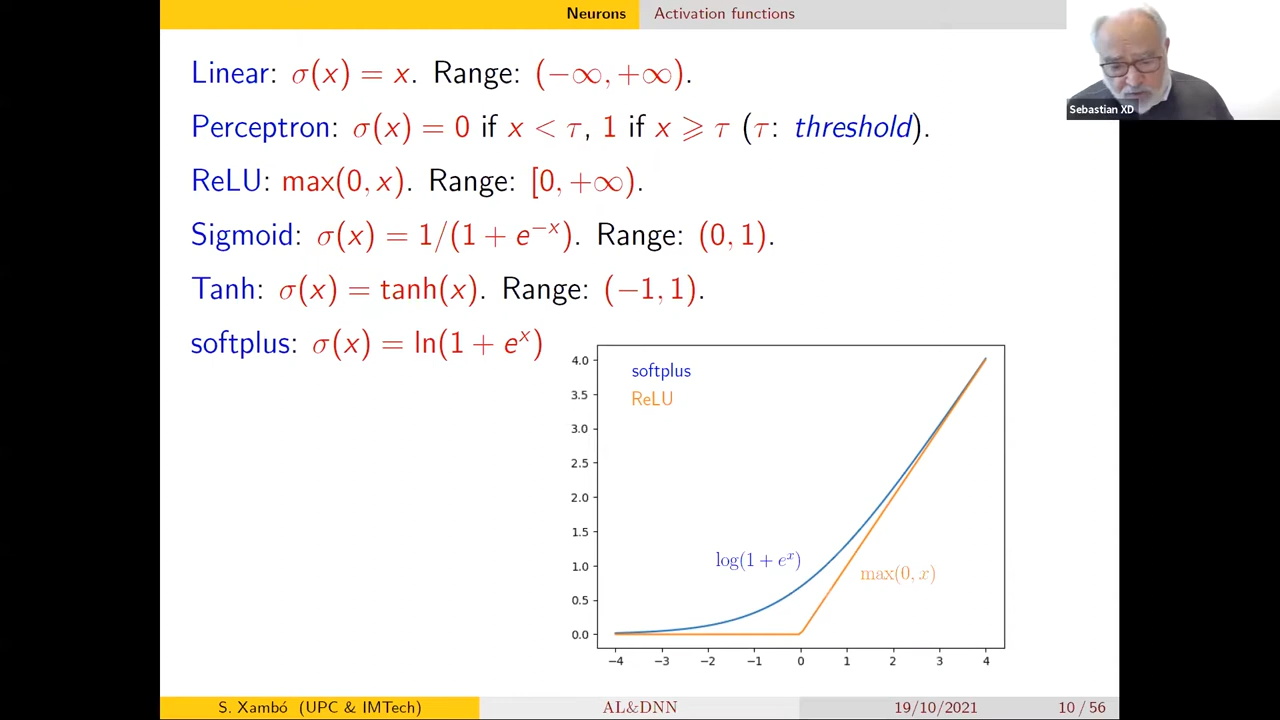 Neurons Activation functions
Linear: σ(x) = x. Range: (−∞, +∞).
Sebastian XD
Perceptron: σ(x) = 0 if x < τ, 1 if x ⩾ τ (τ: threshold).
ReLU: max(0, x). Range: [0, +∞).
Sigmoid: σ(x) = 1/(1 + e⁻ˣ). Range: (0, 1).
Tanh: σ(x) = tanh(x). Range: (−1, 1).
softplus: σ(x) = ln(1 + eˣ)
softplus
ReLU
4.0
3.5
3.0
2.5
2.0
1.5
1.0
0.5
0.0
log(1 + eˣ)
max(0, x)
−4 −3 −2 −1 0 1 2 3 4
S. Xambó (UPC & IMTech) AL&DNN 19/10/2021 10 / 56